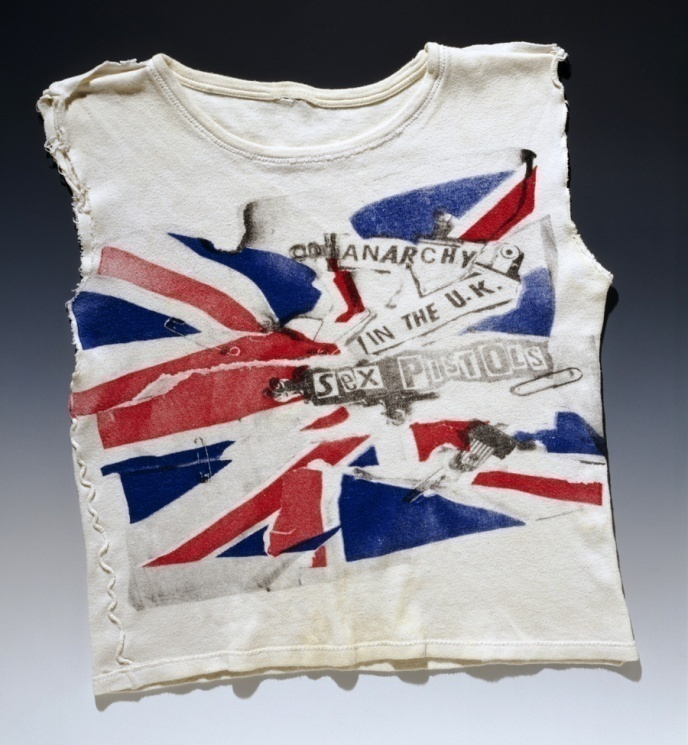 ANARCHY
IN THE U.K.
SEX PISTOLS